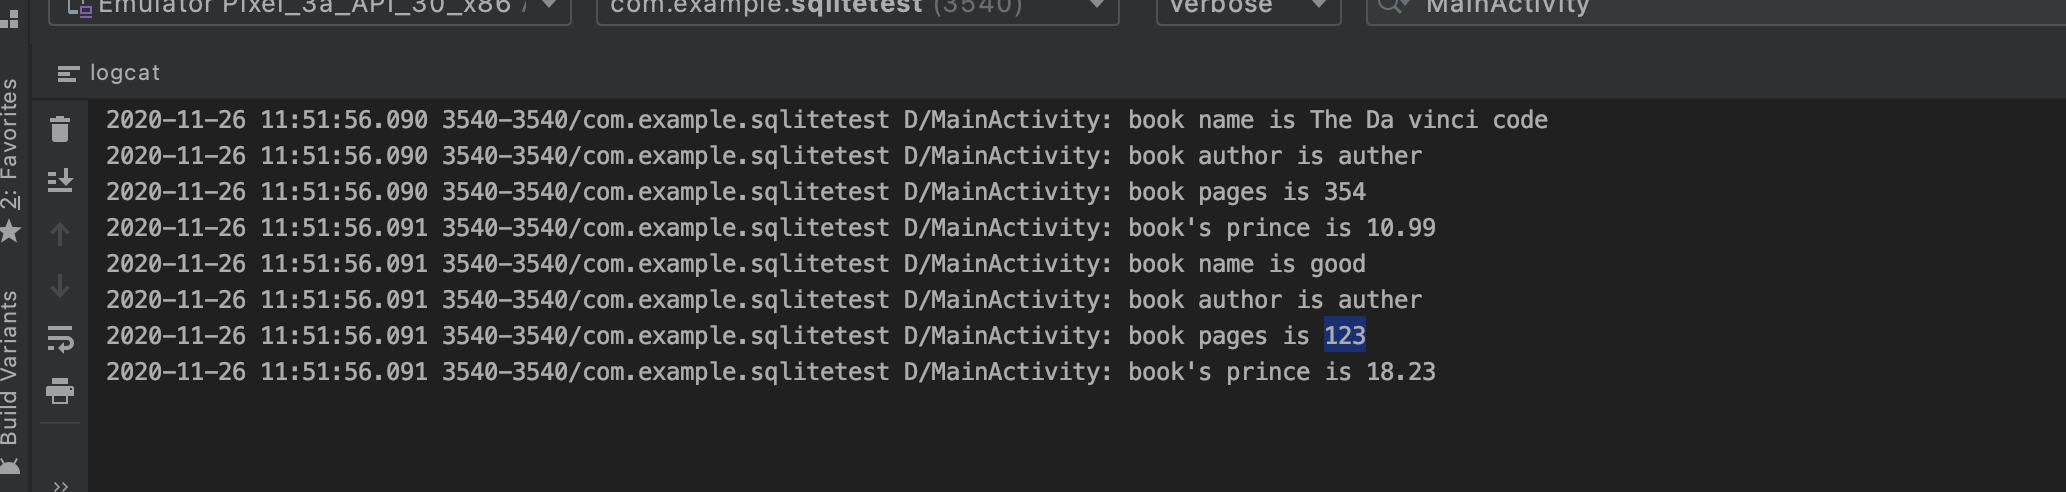 Emulator Pixel_3a_API_30_x86
com.example.sqlitetest (3540)
Verbose
MainActivity
logcat
2: Favorites
Build Variants
2020-11-26 11:51:56.090 3540-3540/com.example.sqlitetest D/MainActivity: book name is The Da vinci code
2020-11-26 11:51:56.090 3540-3540/com.example.sqlitetest D/MainActivity: book author is auther
2020-11-26 11:51:56.090 3540-3540/com.example.sqlitetest D/MainActivity: book pages is 354
2020-11-26 11:51:56.091 3540-3540/com.example.sqlitetest D/MainActivity: book's prince is 10.99
2020-11-26 11:51:56.091 3540-3540/com.example.sqlitetest D/MainActivity: book name is good
2020-11-26 11:51:56.091 3540-3540/com.example.sqlitetest D/MainActivity: book author is auther
2020-11-26 11:51:56.091 3540-3540/com.example.sqlitetest D/MainActivity: book pages is 123
2020-11-26 11:51:56.091 3540-3540/com.example.sqlitetest D/MainActivity: book's prince is 18.23